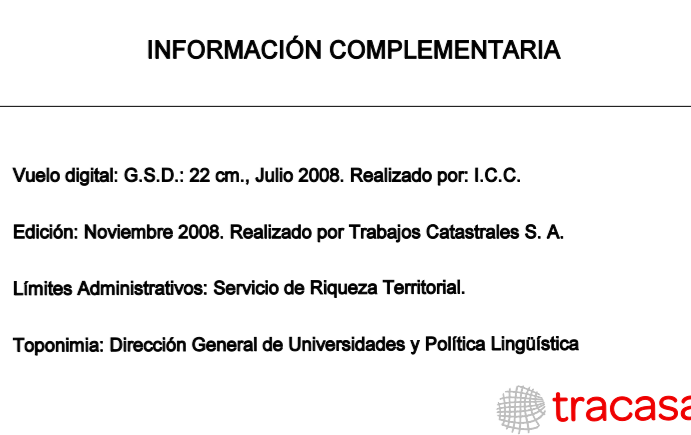 INFORMACIÓN COMPLEMENTARIA
Vuelo digital: G.S.D.: 22 cm., Julio 2008. Realizado por: I.C.C.
Edición: Noviembre 2008. Realizado por Trabajos Catastrales S. A.
Límites Administrativos: Servicio de Riqueza Territorial.
Toponimia: Dirección General de Universidades y Política Lingüística
tracasa